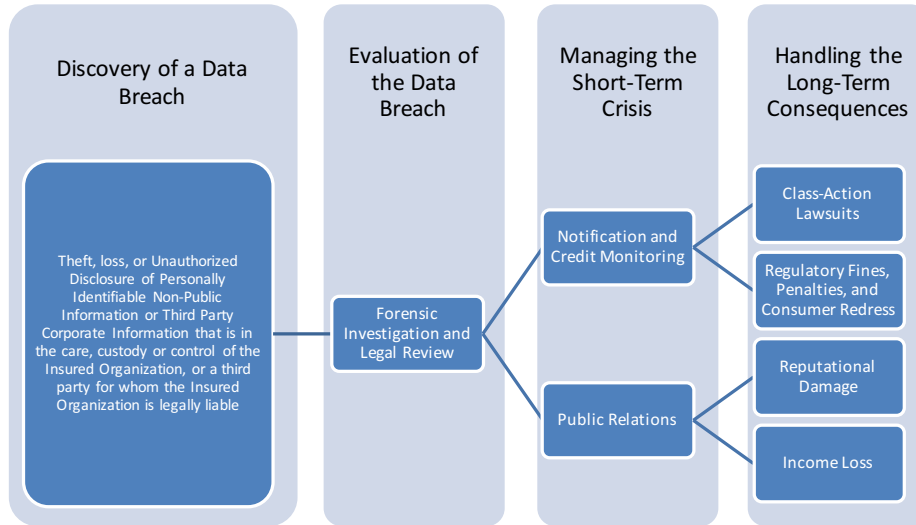 Discovery of a Data
Breach
Evaluation of
the Data
Breach
Managing the
Short-Term
Crisis
Handling the
Long-Term
Consequences
Theft, loss, or Unauthorized
Disclosure of Personally
Identifiable Non-Public
Information or Third Party
Corporate Information that is in
the care, custody or control of the
Insured Organization, or a third
party for whom the Insured
Organization is legally liable
Forensic
Investigation and
Legal Review
Notification and
Credit Monitoring
Public Relations
Class-Action
Lawsuits
Regulatory Fines,
Penalties, and
Consumer Redress
Reputational
Damage
Income Loss